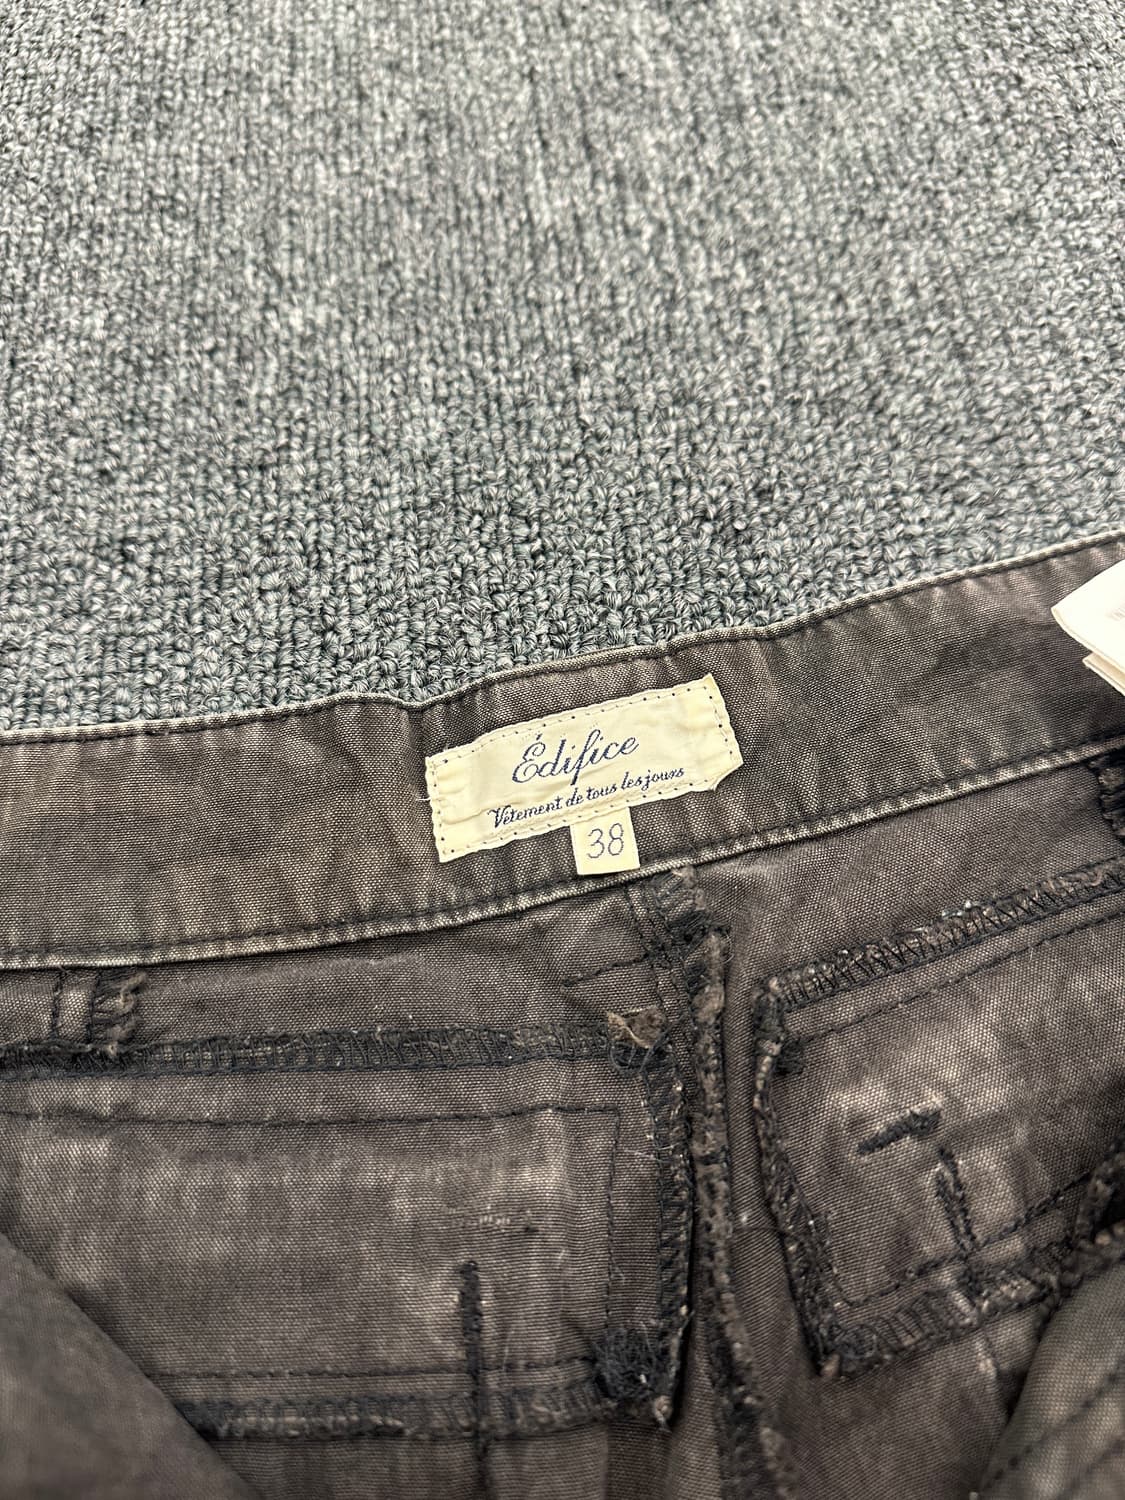 Édifice
Vêtement de tous les jours
38